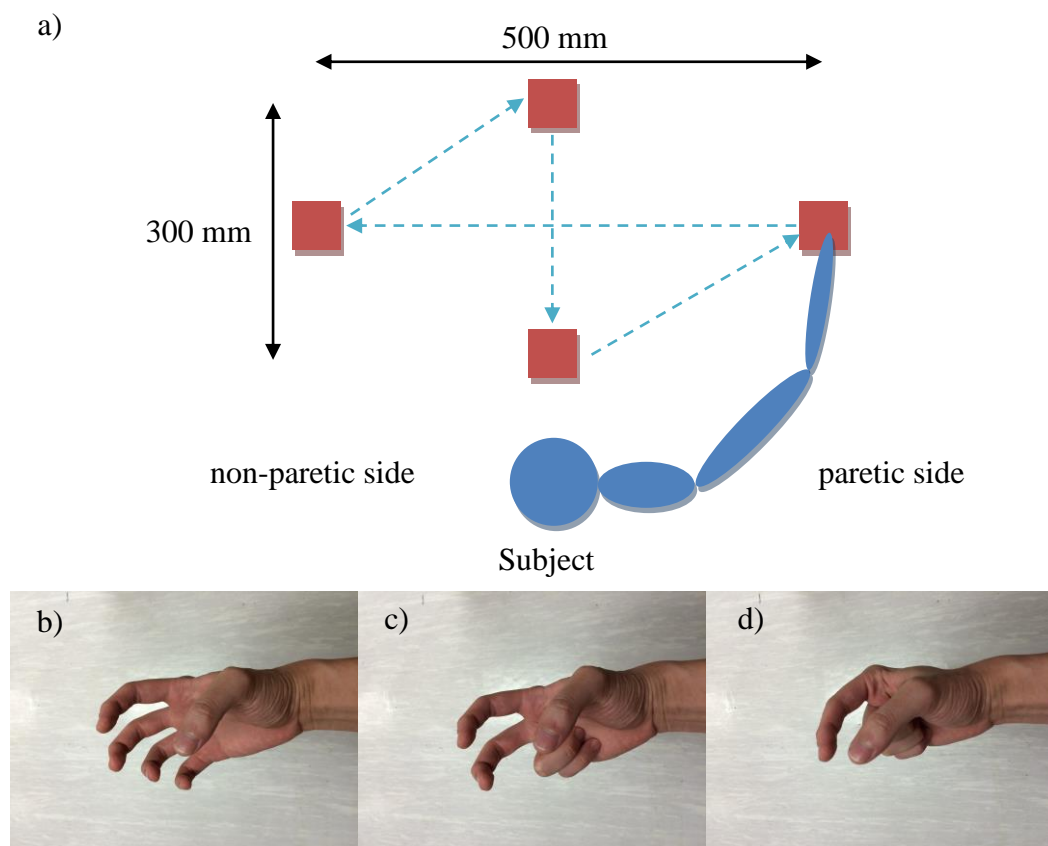 a)
500 mm
300 mm
non-paretic side
paretic side
Subject
b)
c)
d)